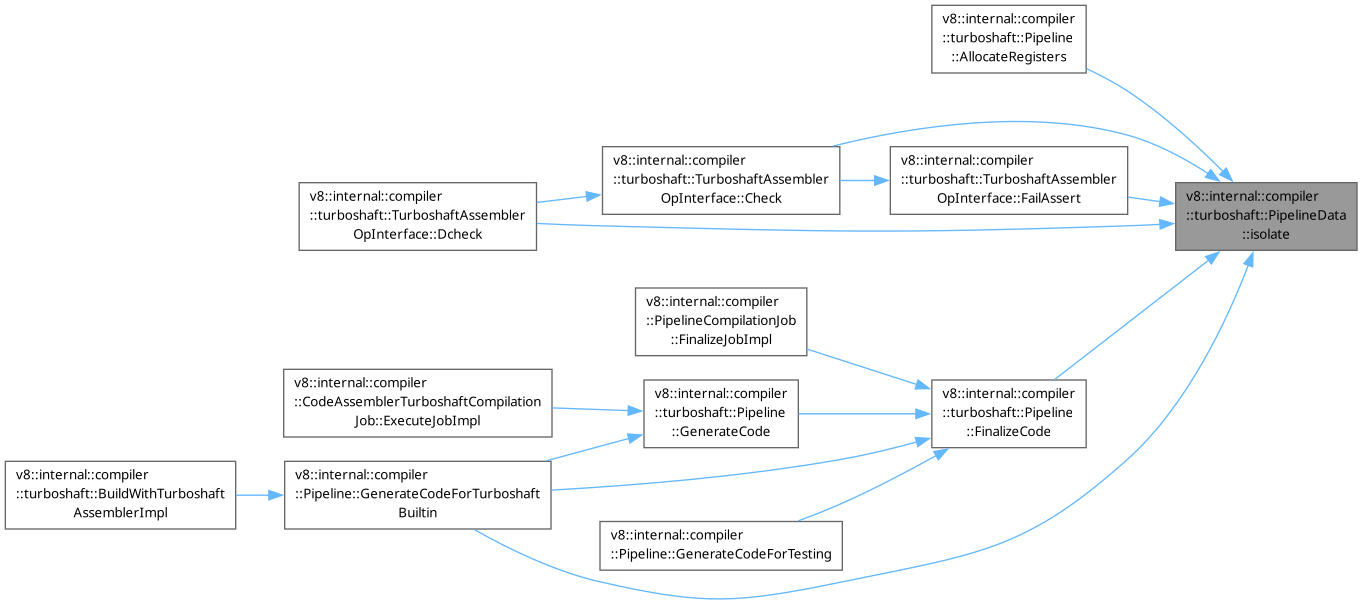 v8::internal::compiler
::turboshaft::Pipeline
::AllocateRegisters
v8::internal::compiler
::turboshaft::TurboshaftAssembler
OpInterface::Check
v8::internal::compiler
::turboshaft::TurboshaftAssembler
OpInterface::FailAssert
v8::internal::compiler
::turboshaft::TurboshaftAssembler
OpInterface::Dcheck
v8::internal::compiler
::turboshaft::PipelineData
::isolate
v8::internal::compiler
::PipelineCompilationJob
::FinalizeJobImpl
v8::internal::compiler
::CodeAssemblerTurboshaftCompilation
Job::ExecuteJobImpl
v8::internal::compiler
::turboshaft::Pipeline
::GenerateCode
v8::internal::compiler
::turboshaft::Pipeline
::FinalizeCode
v8::internal::compiler
::turboshaft::BuildWithTurboshaft
AssemblerImpl
v8::internal::compiler
::Pipeline::GenerateCodeForTurboshaft
Builtin
v8::internal::compiler
::Pipeline::GenerateCodeForTesting